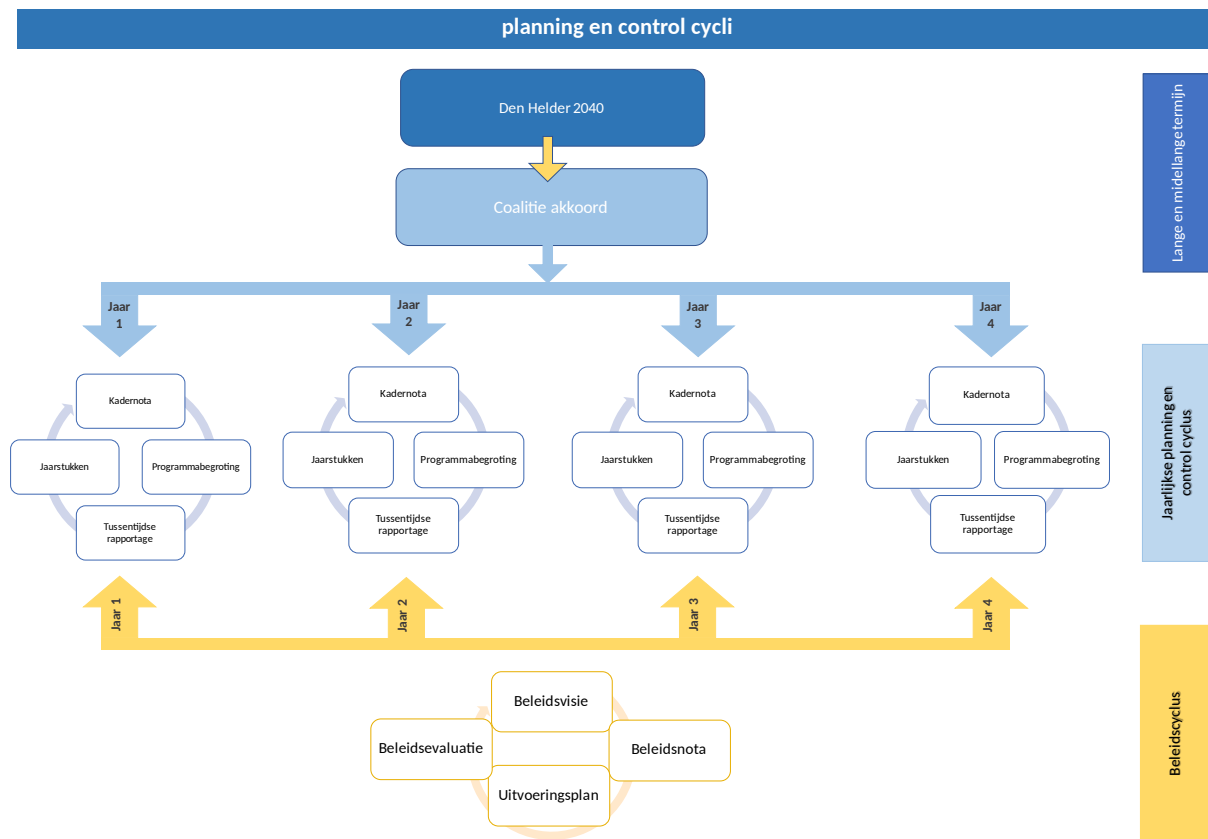 planning en control cycli
Den Helder 2040
Coalitie akkoord
Lange en midellange termijn
Jaar
1
Jaar
2
Jaar
3
Jaar
4
Kadernota
Jaarstukken
Programmabegroting
Tussentijdse
rapportage
Kadernota
Jaarstukken
Programmabegroting
Tussentijdse
rapportage
Kadernota
Jaarstukken
Programmabegroting
Tussentijdse
rapportage
Kadernota
Jaarstukken
Programmabegroting
Tussentijdse
rapportage
Jaarlijkse planning en
control cyclus
Jaar 1
Jaar 2
Jaar 3
Jaar 4
Beleidsvisie
Beleidsevaluatie
Beleidsnota
Uitvoeringsplan
Beleidscyclus